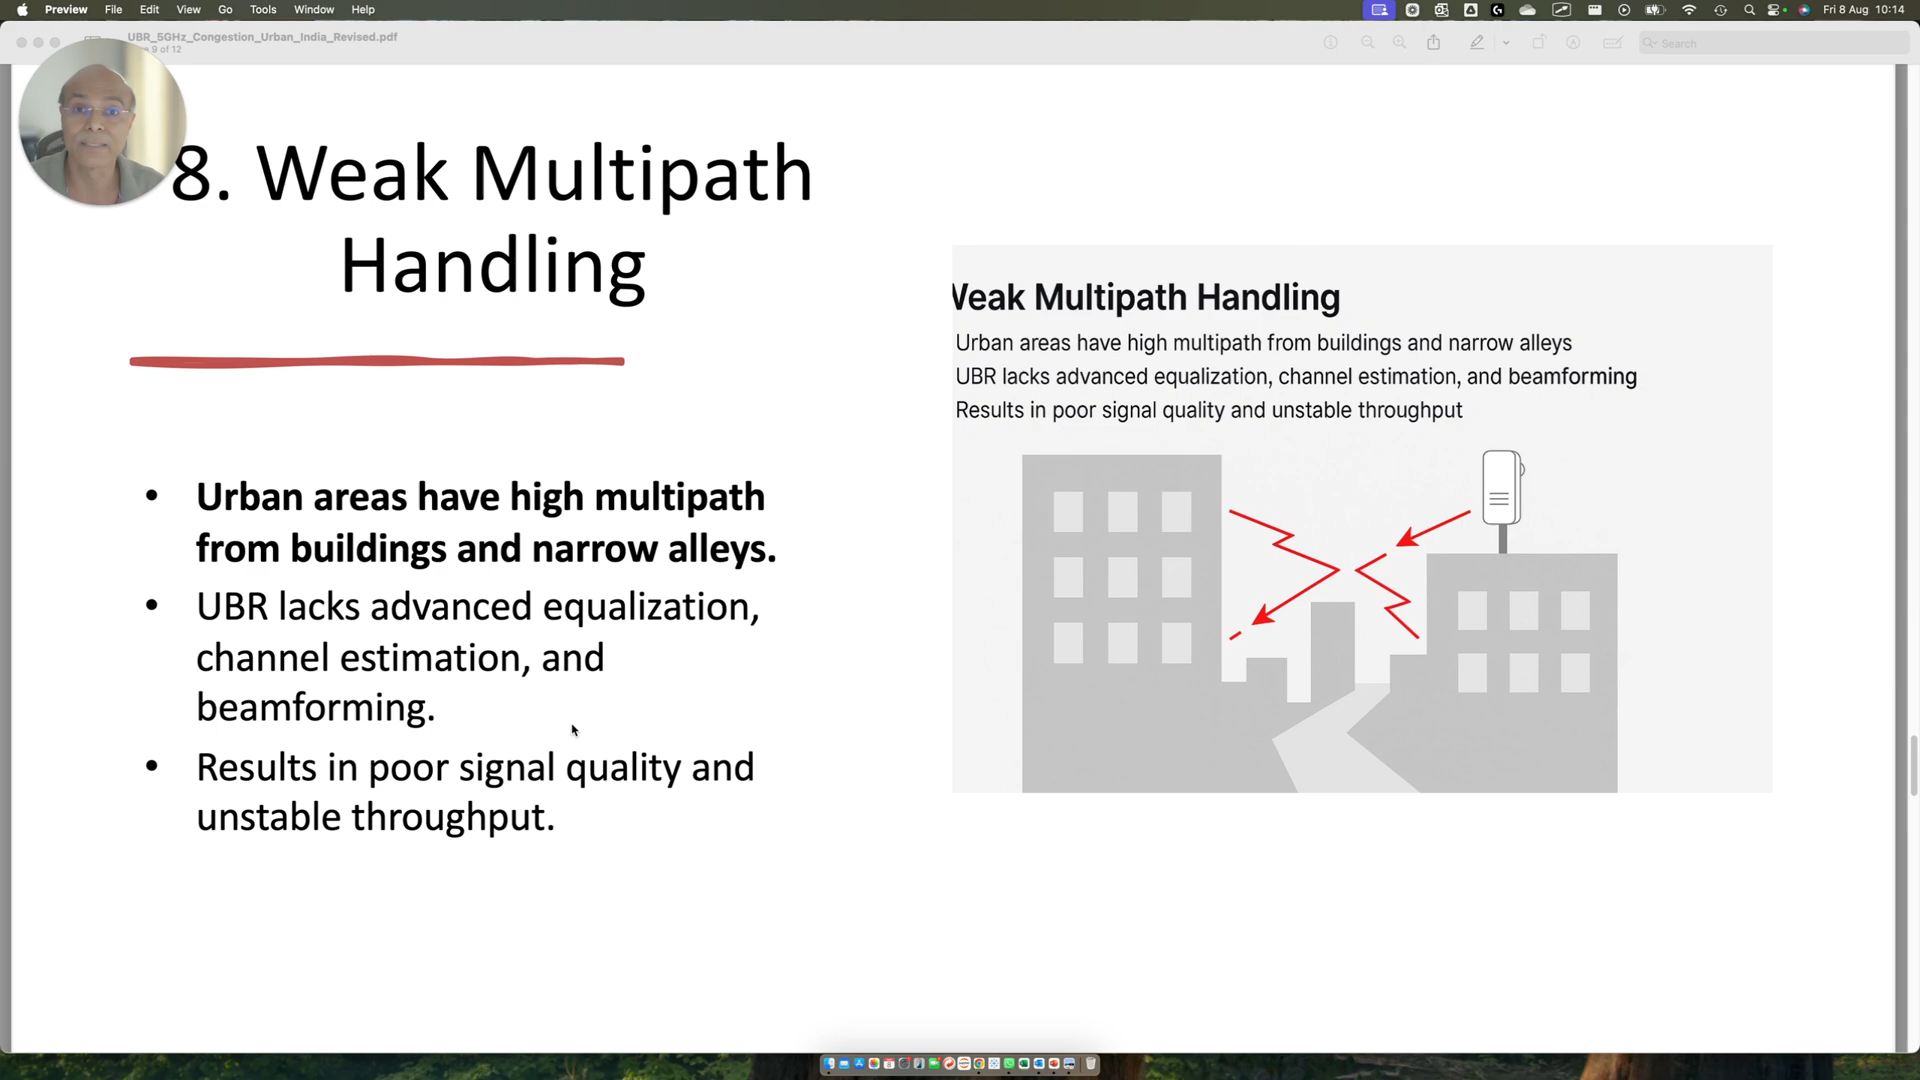 Preview File Edit View Go Tools Window Help
Fri 8 Aug 10:14
UBR_5GHz_Congestion_Urban_India_Revised.pdf
9 of 12
Search
8. Weak Multipath
Handling
• Urban areas have high multipath
from buildings and narrow alleys.
• UBR lacks advanced equalization,
channel estimation, and
beamforming.
• Results in poor signal quality and
unstable throughput.
Weak Multipath Handling
Urban areas have high multipath from buildings and narrow alleys
UBR lacks advanced equalization, channel estimation, and beamforming
Results in poor signal quality and unstable throughput